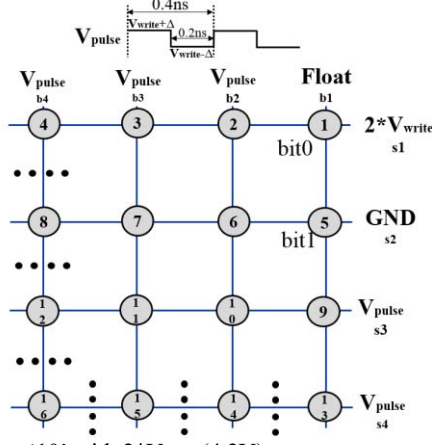 0.4ns
Vwrite+Δ
Vpulse
0.2ns
Vwrite-Δ
Vpulse Vpulse Vpulse Float
b4 b3 b2 b1
4 3 2 1 2*Vwrite
bit0 s1
8 7 6 5 GND
bit1 s2
12 11 10 9 Vpulse
s3
16 15 14 13 Vpulse
s4